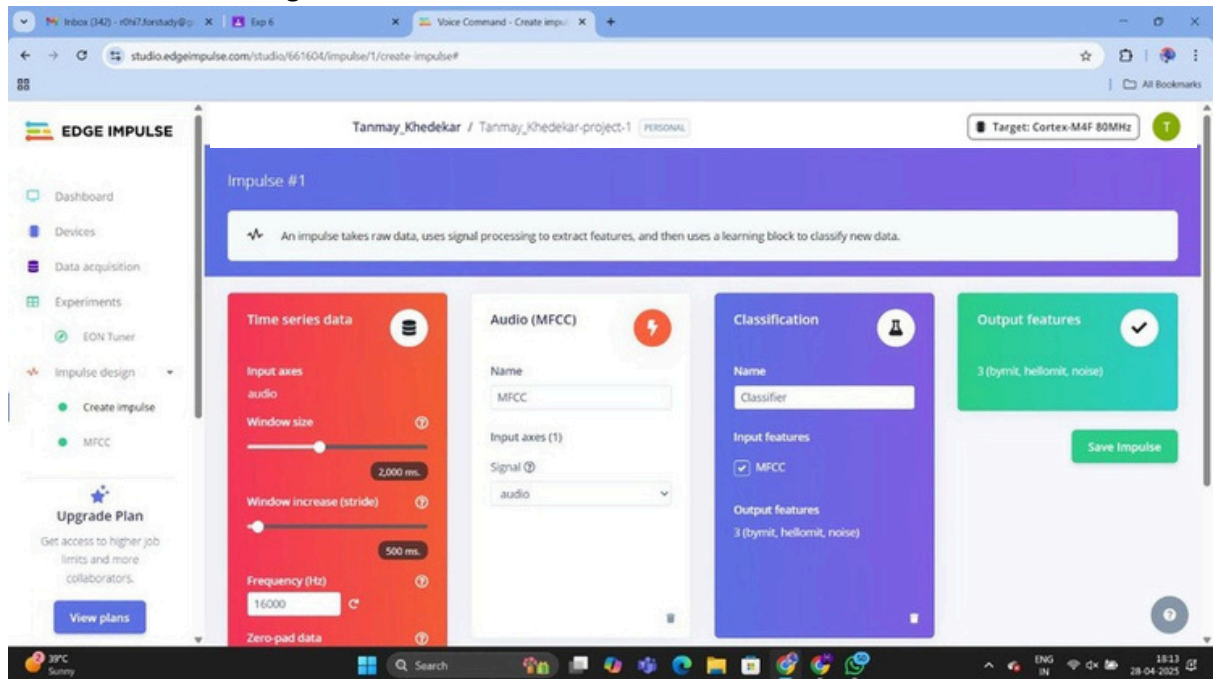 Inbox (342) - r0hi7.forstudy@g
Exp 6
Voice Command - Create impul
studio.edgeimpulse.com/studio/661604/impulse/1/create-impulse#
All Bookmarks
EDGE IMPULSE
Tanmay_Khedekar / Tanmay_Khedekar-project-1 PERSONAL
Target: Cortex-M4F 80MHz
T
Dashboard
Devices
Data acquisition
Experiments
EON Tuner
Impulse design
Create impulse
MFCC
Upgrade Plan
Get access to higher job
limits and more
collaborators.
View plans
Impulse #1
An impulse takes raw data, uses signal processing to extract features, and then uses a learning block to classify new data.
Time series data
Input axes
audio
Window size
2,000 ms.
Window increase (stride)
500 ms.
Frequency (Hz)
16000
Zero-pad data
Audio (MFCC)
Name
MFCC
Input axes (1)
Signal
audio
Classification
Name
Classifier
Input features
MFCC
Output features
3 (bymit, hellomit, noise)
Output features
3 (bymit, hellomit, noise)
Save Impulse
39°C
Sunny
Search
ENG
IN
18:13
28-04-2025